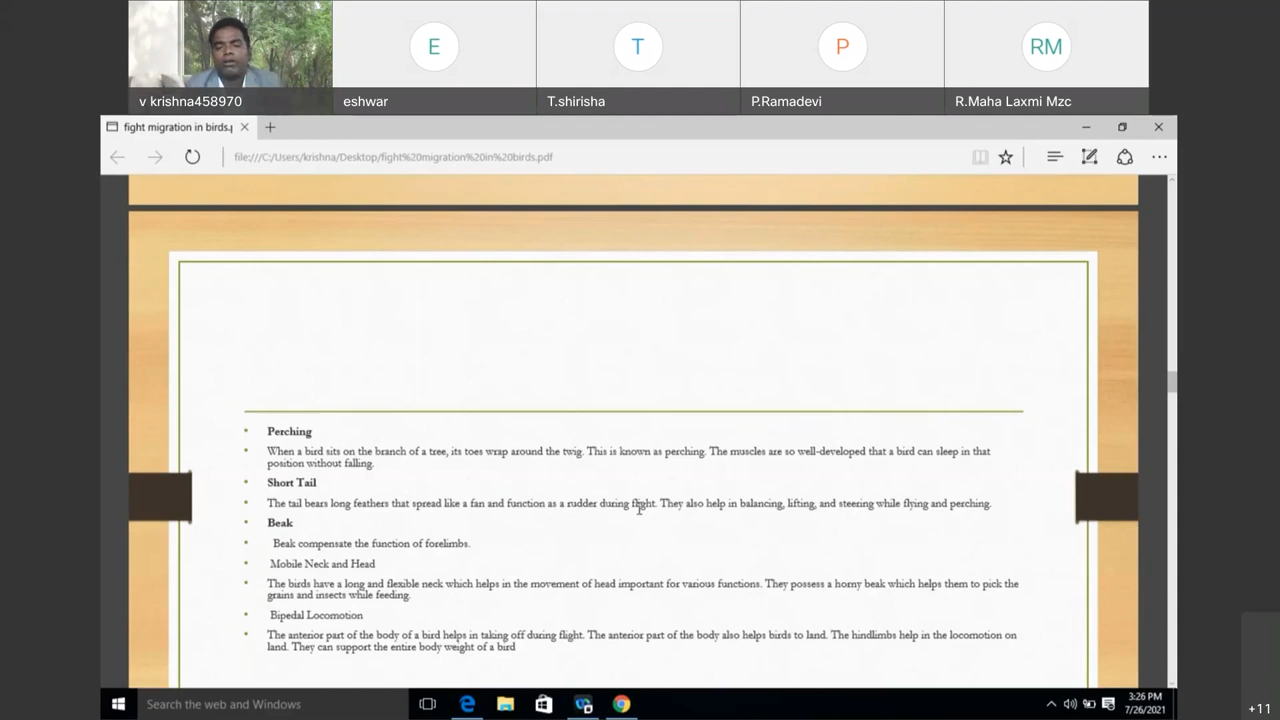 E
T
P
RM
v krishna458970
eshwar
T.shirisha
P.Ramadevi
R.Maha Laxmi Mzc
fight migration in birds.p
file:///C:/Users/krishna/Desktop/fight%20migration%20in%20birds.pdf
• Perching
• When a bird sits on the branch of a tree, its toes wrap around the twig. This is known as perching. The muscles are so well-developed that a bird can sleep in that
position without falling.
• Short Tail
• The tail bears long feathers that spread like a fan and function as a rudder during flight. They also help in balancing, lifting, and steering while flying and perching.
• Beak
• Beak compensate the function of forelimbs.
• Mobile Neck and Head
• The birds have a long and flexible neck which helps in the movement of head important for various functions. They possess a horny beak which helps them to pick the
grains and insects while feeding.
• Bipedal Locomotion
• The anterior part of the body of a bird helps in taking off during flight. The anterior part of the body also helps birds to land. The hindlimbs help in the locomotion on
land. They can support the entire body weight of a bird
Search the web and Windows
3:26 PM
7/26/2021
+11